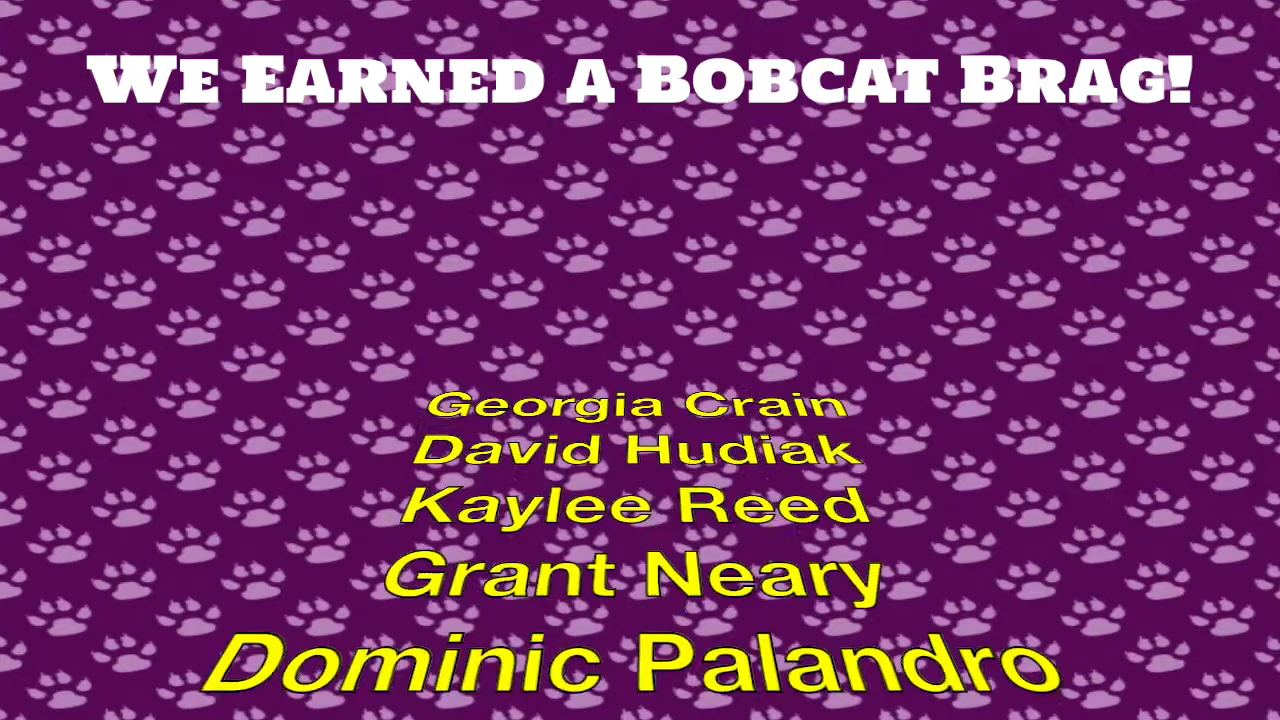 We Earned a Bobcat Brag!
Georgia Crain
David Hudiak
Kaylee Reed
Grant Neary
Dominic Palandro